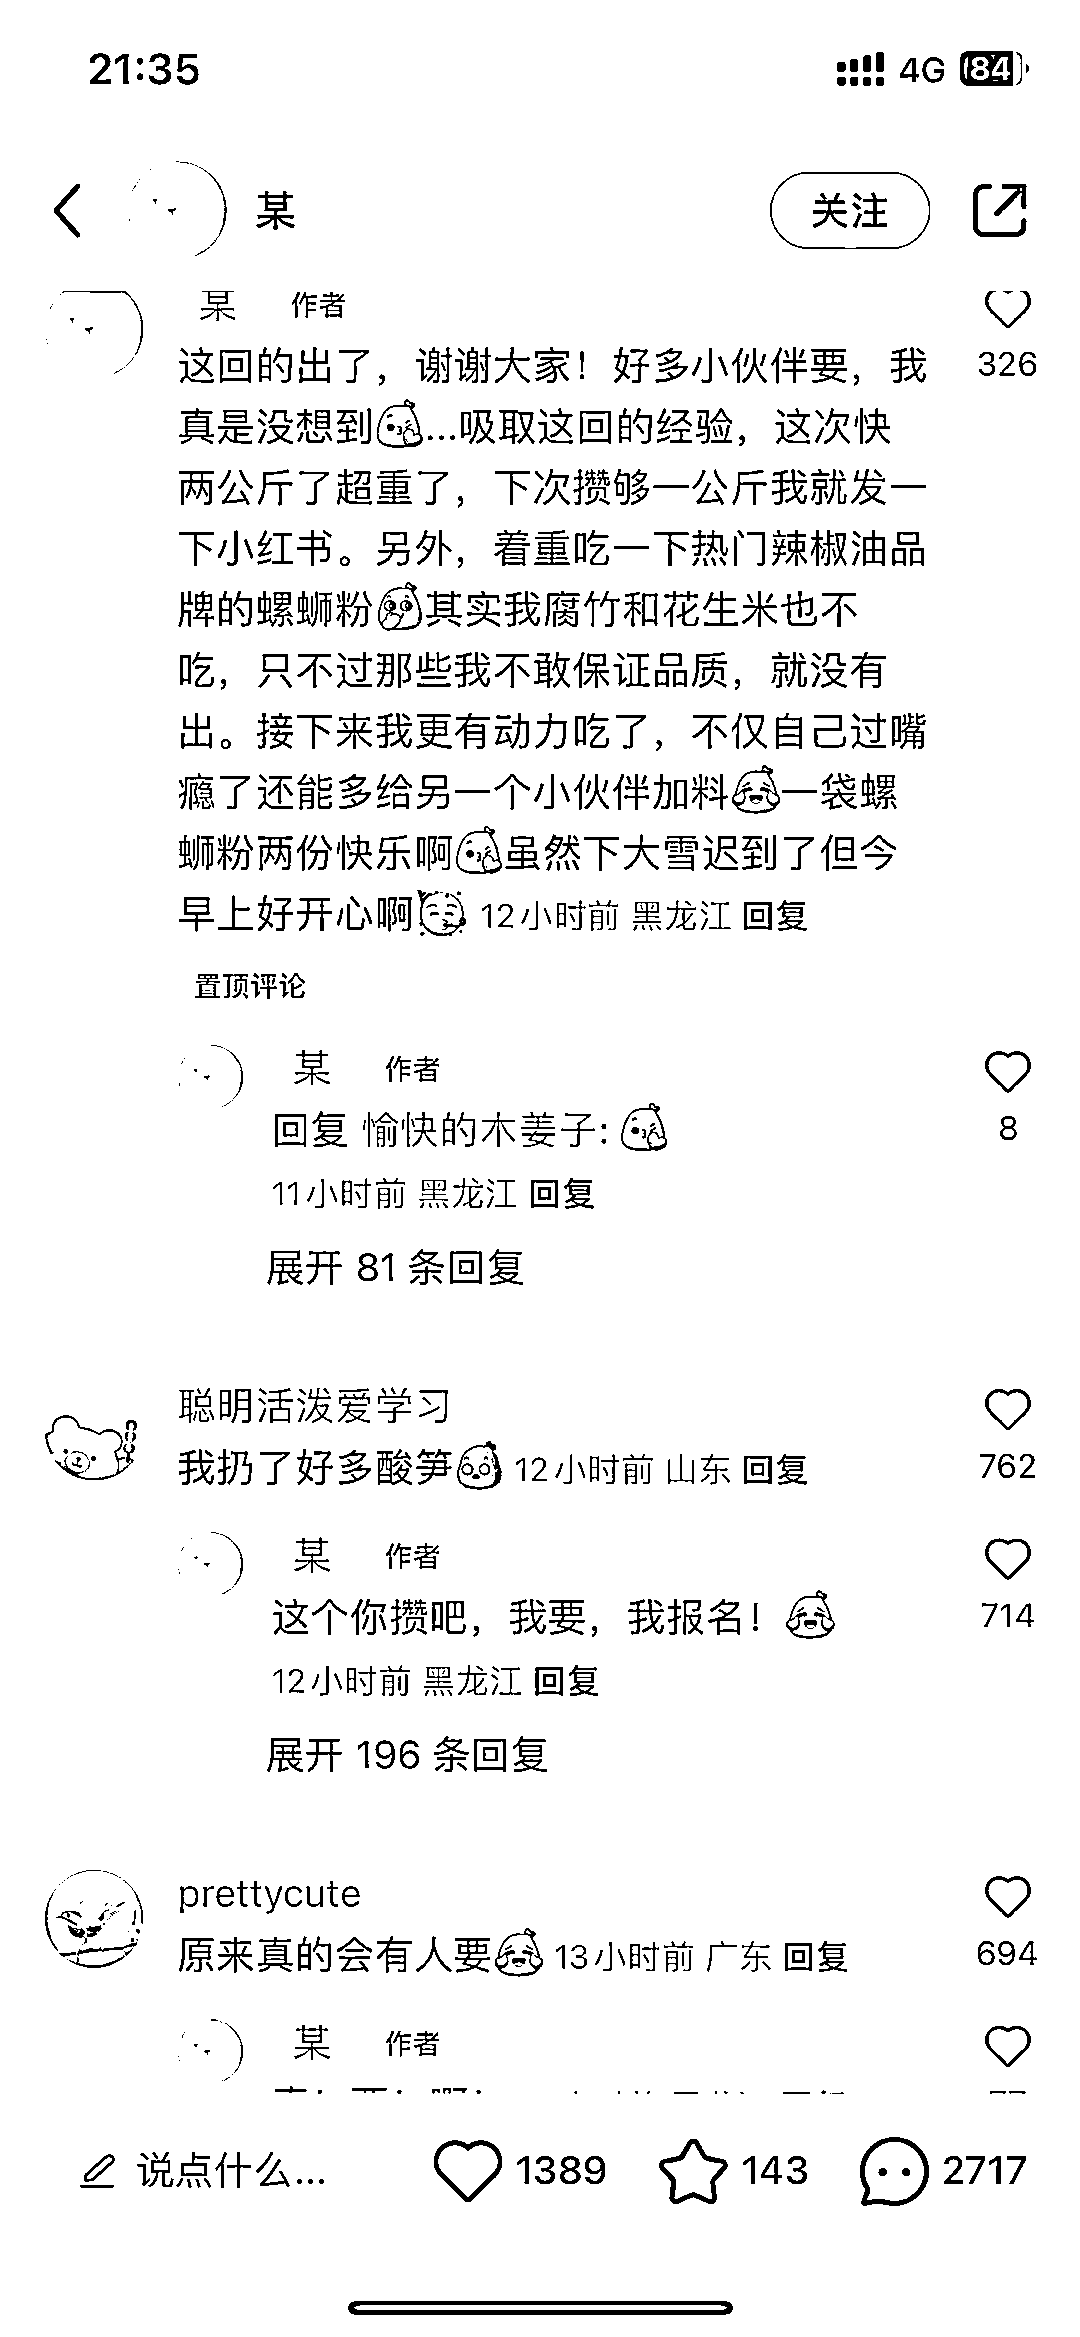 21:35 4G 84
某 关注
某 作者
这回的出了，谢谢大家！好多小伙伴要，我 326
真是没想到...吸取这回的经验，这次快
两公斤了超重了，下次攒够一公斤我就发一
下小红书。另外，着重吃一下热门辣椒油品
牌的螺蛳粉其实我腐竹和花生米也不
吃，只不过那些我不敢保证品质，就没有
出。接下来我更有动力吃了，不仅自己过嘴
瘾了还能多给另一个小伙伴加料一袋螺
蛳粉两份快乐啊虽然下大雪迟到了但今
早上好开心啊 12小时前 黑龙江 回复
置顶评论
某 作者
回复 愉快的木姜子: 8
11小时前 黑龙江 回复
展开 81 条回复
聪明活泼爱学习
我扔了好多酸笋 12小时前 山东 回复 762
某 作者
这个你攒吧，我要，我报名！ 714
12小时前 黑龙江 回复
展开 196 条回复
prettycute
原来真的会有人要 13小时前 广东 回复 694
某 作者
说点什么... 1389 143 2717